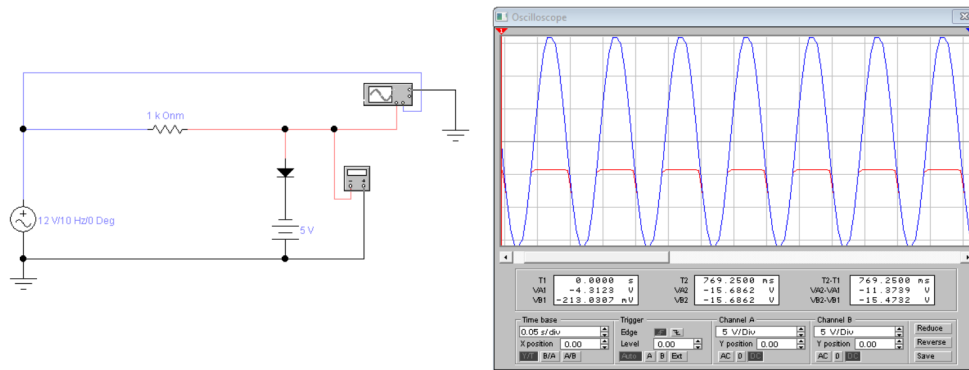 1 k Onm
12 V/10 Hz/0 Deg
5 V
Oscilloscope
T1 0.0000 s T2 769.2500 ms T2-T1 769.2500 ms
VA1 -4.3123 V VA2 -15.6862 V VA2-VA1 -11.3739 V
VB1 -213.0307 mV VB2 -15.6862 V VB2-VB1 -15.4732 V
Time base Trigger Channel A Channel B
0.05 s/div Edge 5 V/Div 5 V/Div Reduce
X position 0.00 Level 0.00 Y position 0.00 Y position 0.00 Reverse
Y/T B/A A/B Auto A B Ext AC 0 DC AC 0 DC Save